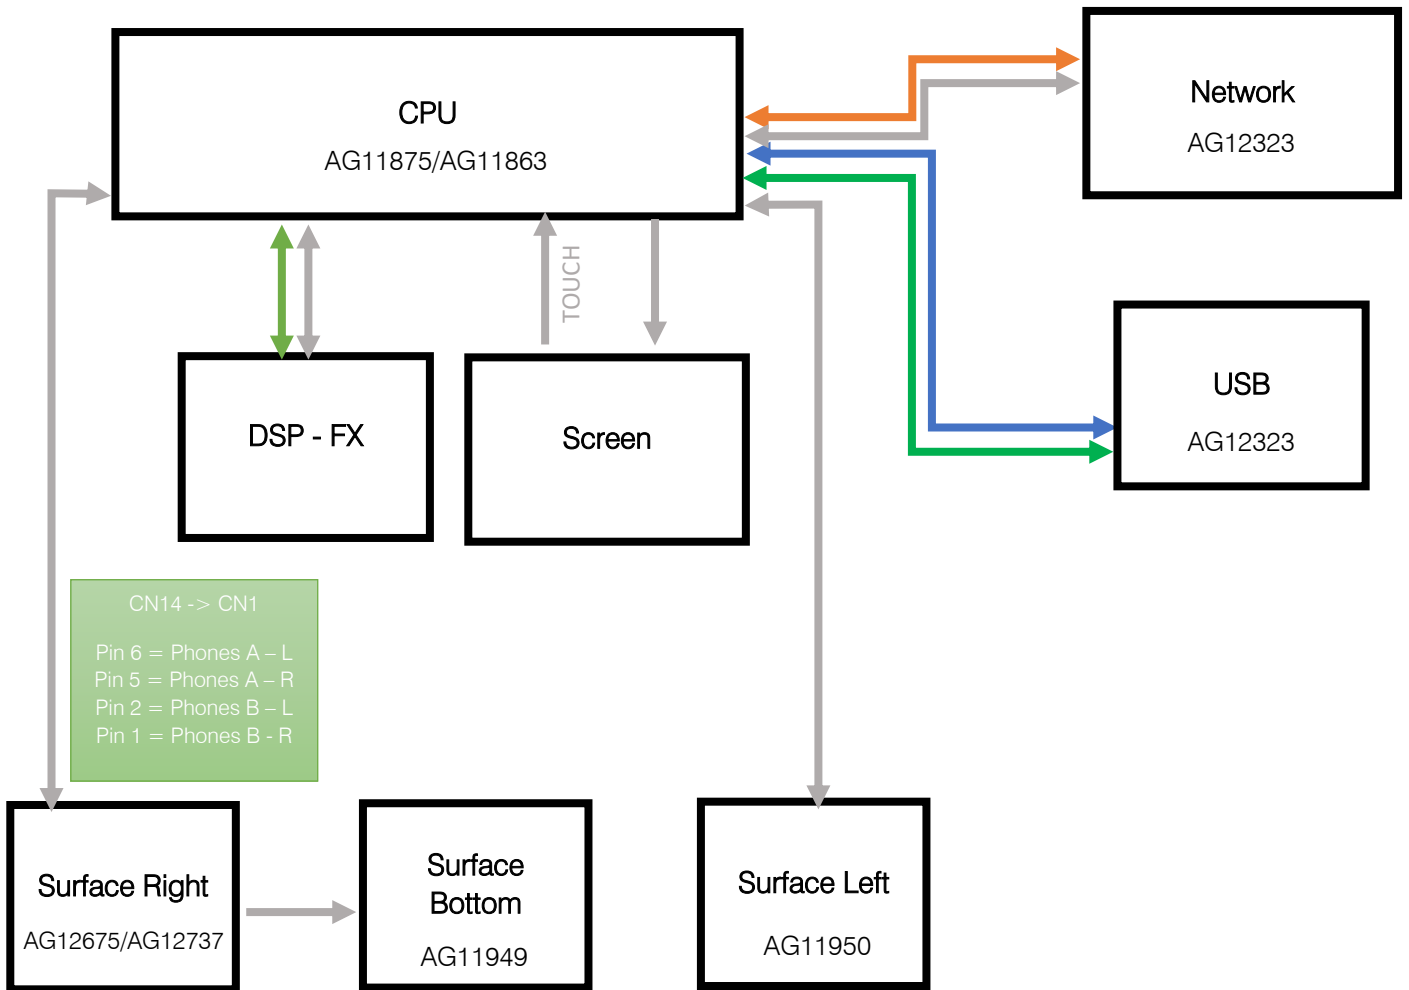 CPU
AG11875/AG11863
Network
AG12323
TOUCH
USB
AG12323
DSP - FX
Screen
CN14 -> CN1
Pin 6 = Phones A – L
Pin 5 = Phones A – R
Pin 2 = Phones B – L
Pin 1 = Phones B - R
Surface Right
AG12675/AG12737
Surface
Bottom
AG11949
Surface Left
AG11950